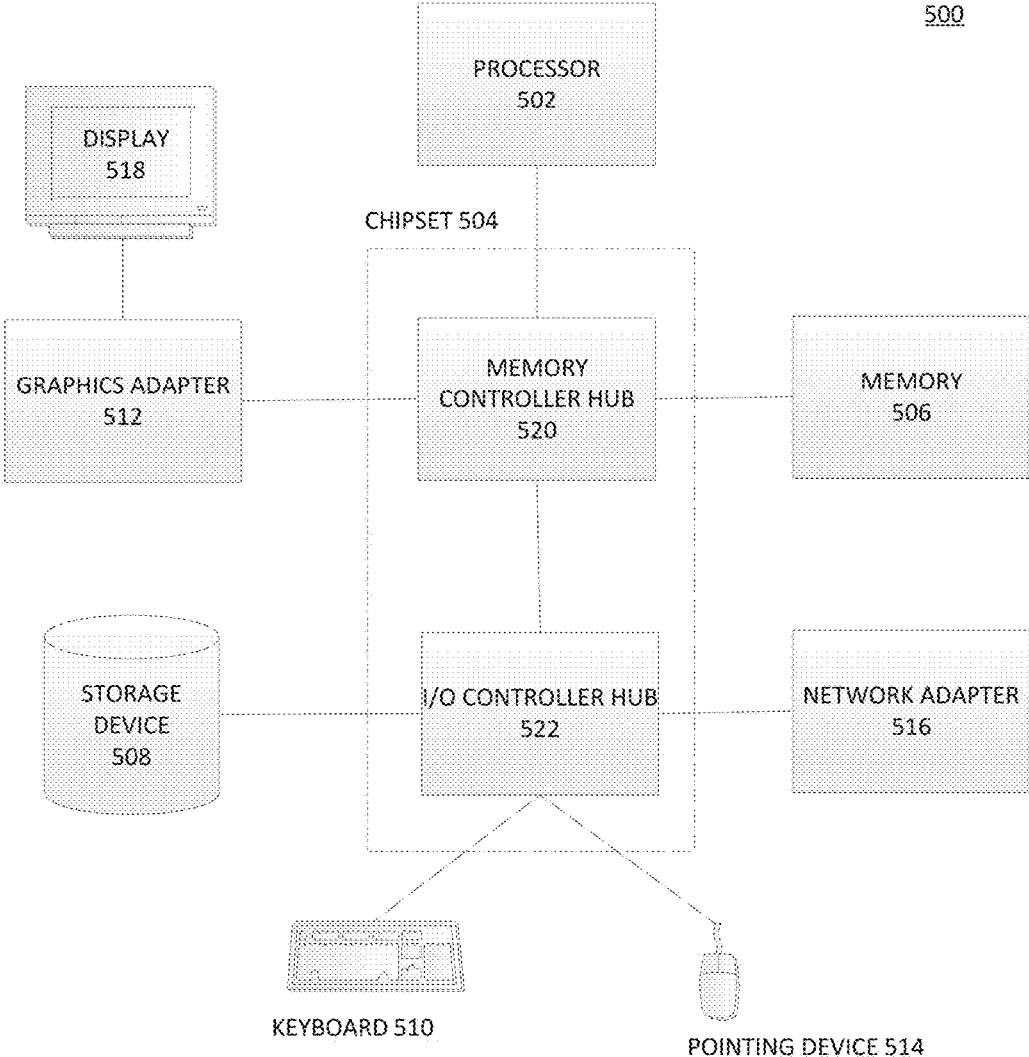 500
PROCESSOR
502
DISPLAY
518
CHIPSET 504
GRAPHICS ADAPTER
512
MEMORY
CONTROLLER HUB
520
MEMORY
506
STORAGE
DEVICE
508
I/O CONTROLLER HUB
522
NETWORK ADAPTER
516
KEYBOARD 510
POINTING DEVICE 514